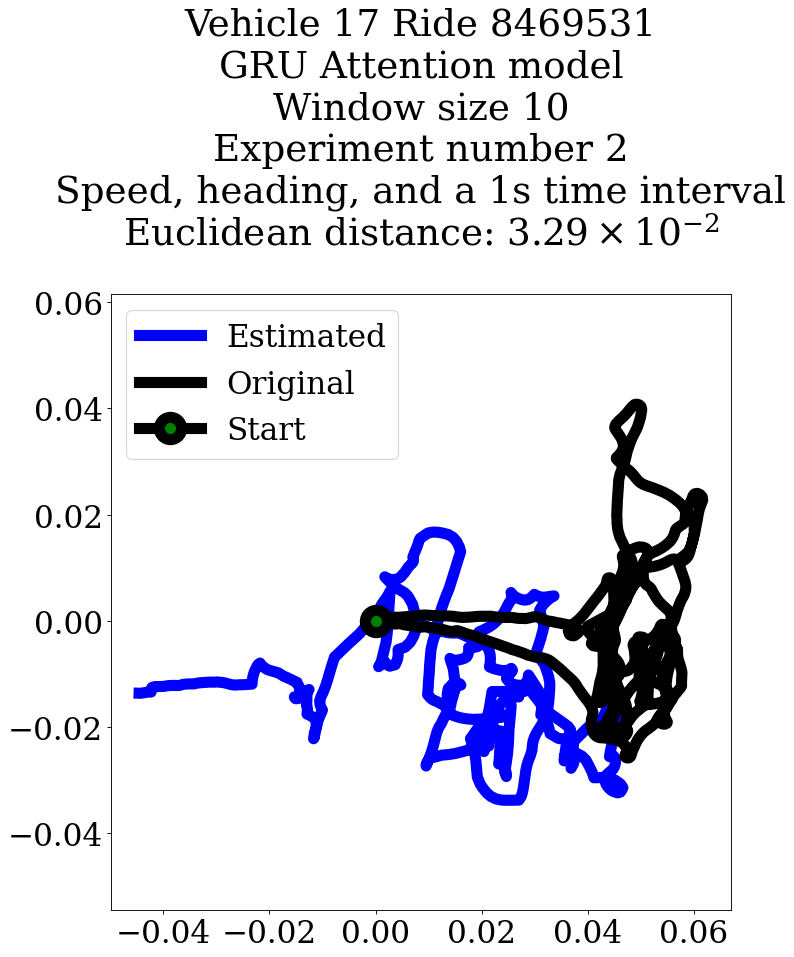 Vehicle 17 Ride 8469531
GRU Attention model
Window size 10
Experiment number 2
Speed, heading, and a 1s time interval
Euclidean distance: 3.29 × 10⁻²
0.06
0.04
0.02
0.00
−0.02
−0.04
Estimated
Original
Start
−0.04 −0.02 0.00 0.02 0.04 0.06